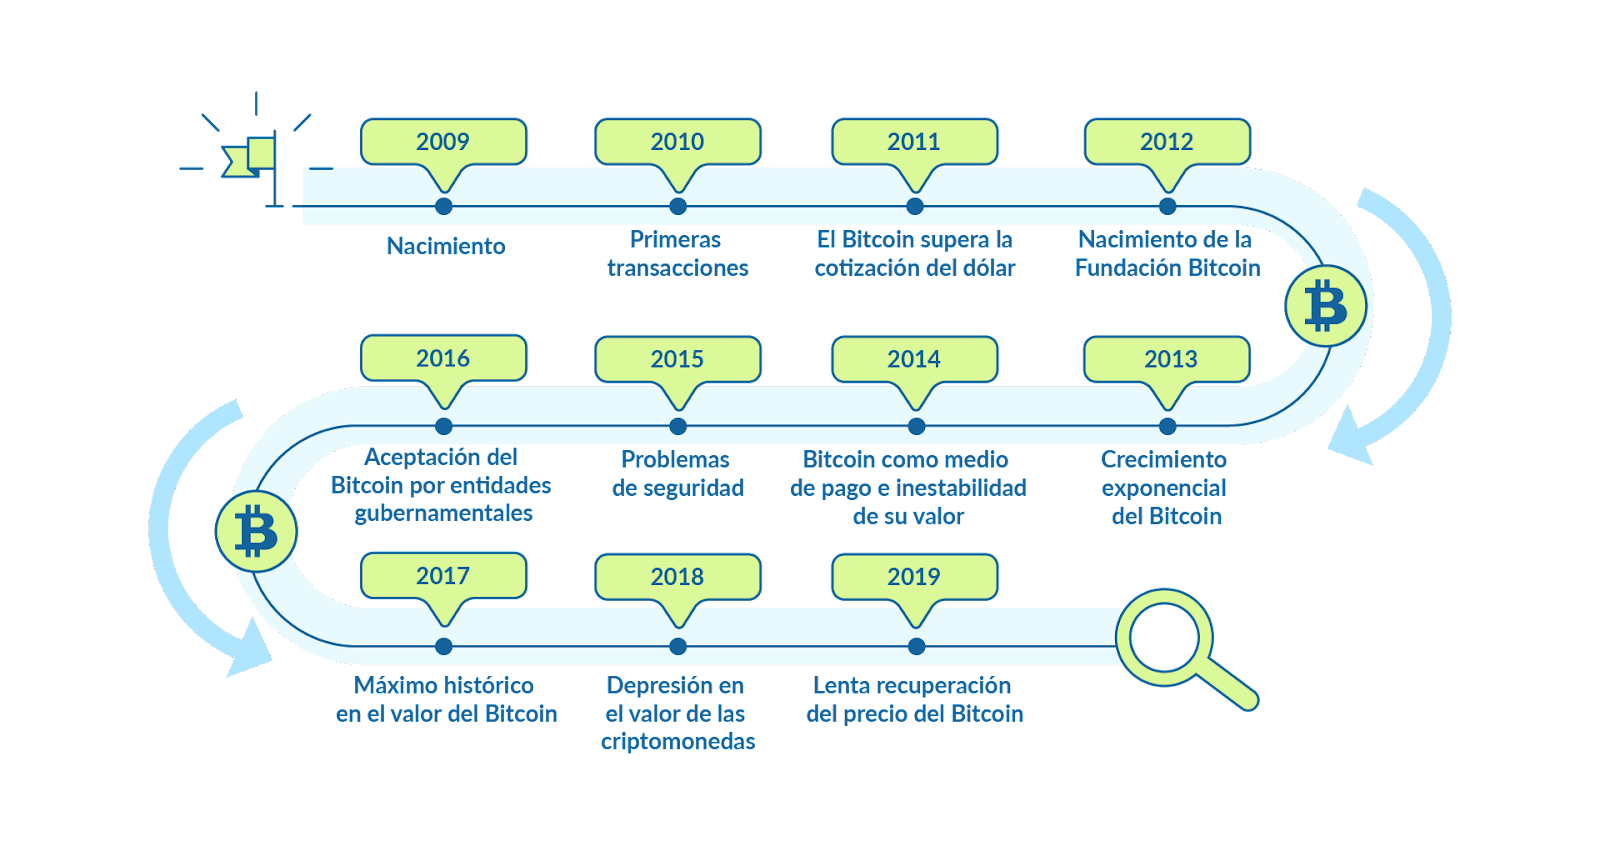 2009
Nacimiento
2010
Primeras
transacciones
2011
El Bitcoin supera la
cotización del dólar
2012
Nacimiento de la
Fundación Bitcoin
2013
Crecimiento
exponencial
del Bitcoin
2014
Bitcoin como medio
de pago e inestabilidad
de su valor
2015
Problemas
de seguridad
2016
Aceptación del
Bitcoin por entidades
gubernamentales
2017
Máximo histórico
en el valor del Bitcoin
2018
Depresión en
el valor de las
criptomonedas
2019
Lenta recuperación
del precio del Bitcoin